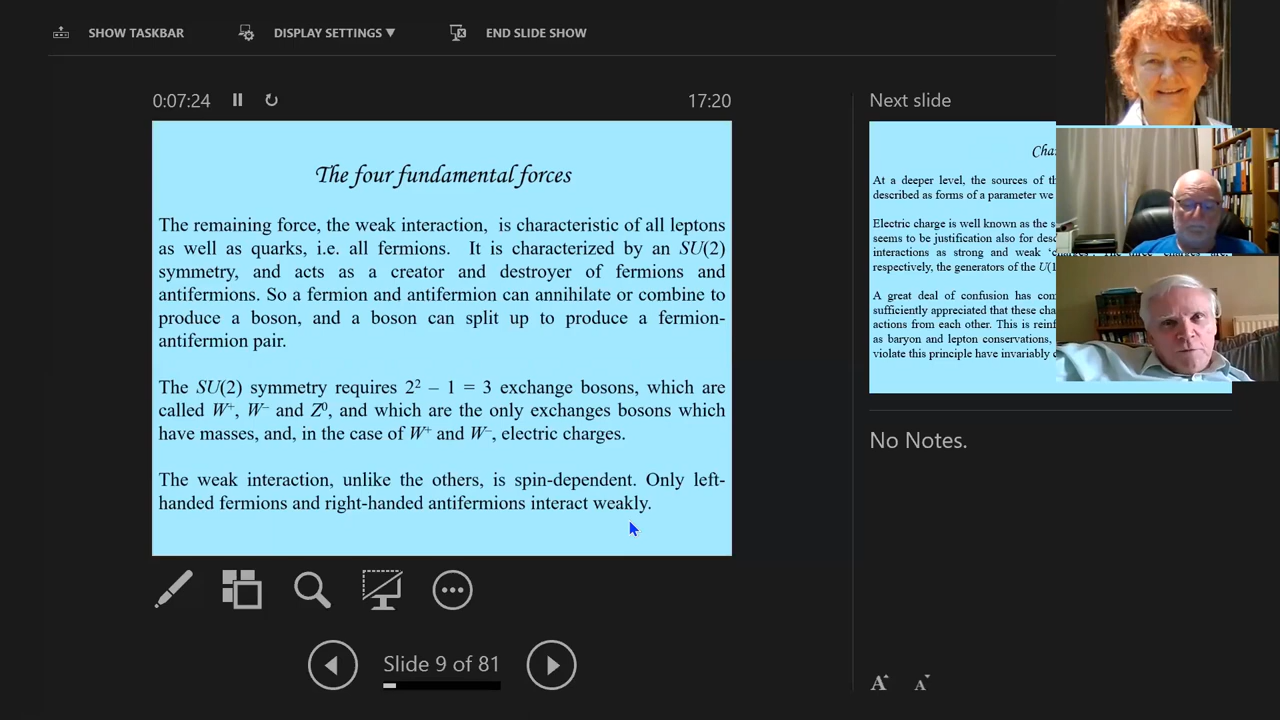 SHOW TASKBAR
DISPLAY SETTINGS ▼
END SLIDE SHOW
0:07:24
17:20
The four fundamental forces
The remaining force, the weak interaction, is characteristic of all leptons
as well as quarks, i.e. all fermions. It is characterized by an SU(2)
symmetry, and acts as a creator and destroyer of fermions and
antifermions. So a fermion and antifermion can annihilate or combine to
produce a boson, and a boson can split up to produce a fermion-
antifermion pair.
The SU(2) symmetry requires 2² – 1 = 3 exchange bosons, which are
called W⁺, W⁻ and Z⁰, and which are the only exchanges bosons which
have masses, and, in the case of W⁺ and W⁻, electric charges.
The weak interaction, unlike the others, is spin-dependent. Only left-
handed fermions and right-handed antifermions interact weakly.
Slide 9 of 81
Next slide
At a deeper level, the sources of
described as forms of a parameter we
Electric charge is well known as the
seems to be justification also for
interactions as strong and weak
respectively, the generators of the
A great deal of confusion has
sufficiently appreciated that these
actions from each other. This is
as baryon and lepton conservations,
violate this principle have invariably
No Notes.
A A